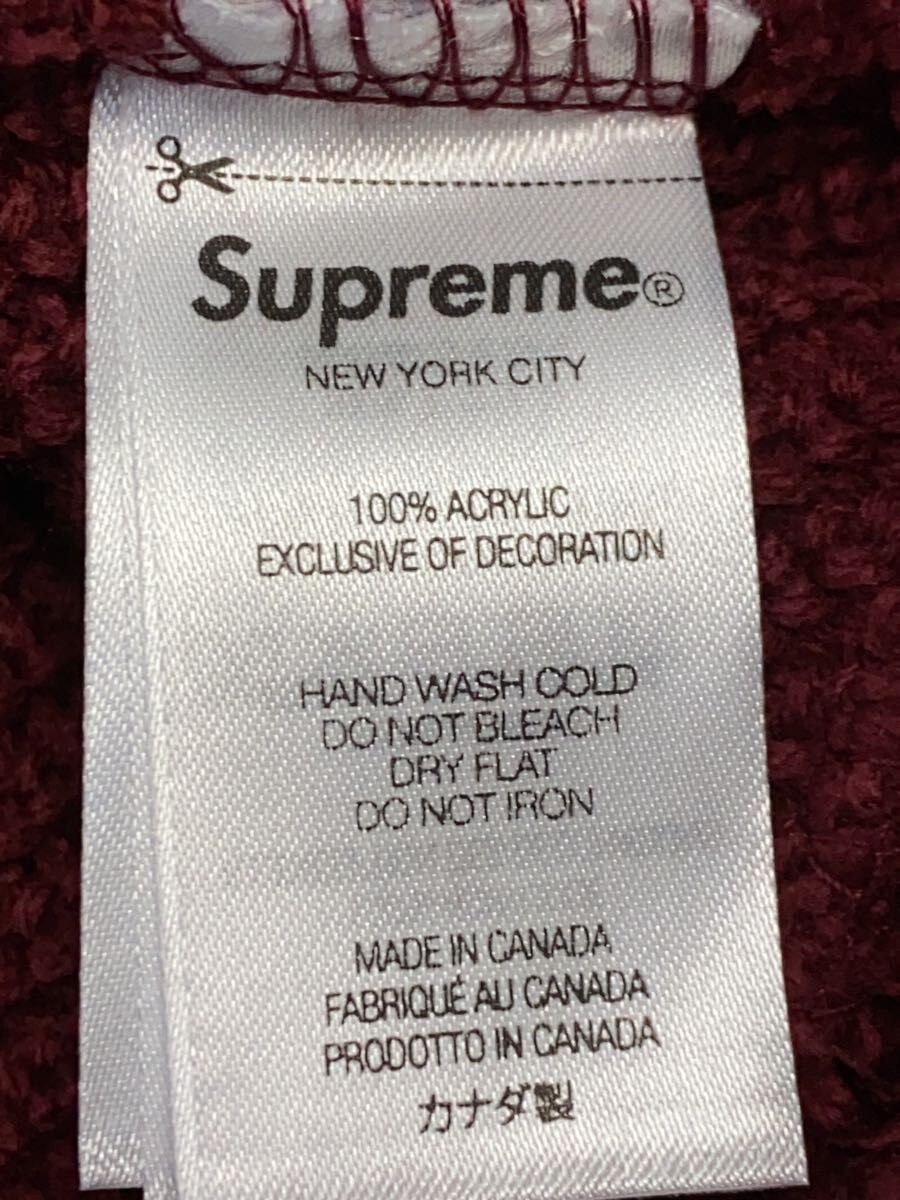 Supreme®
NEW YORK CITY
100% ACRYLIC
EXCLUSIVE OF DECORATION
HAND WASH COLD
DO NOT BLEACH
DRY FLAT
DO NOT IRON
MADE IN CANADA
FABRIQUÉ AU CANADA
PRODOTTO IN CANADA
カナダ製